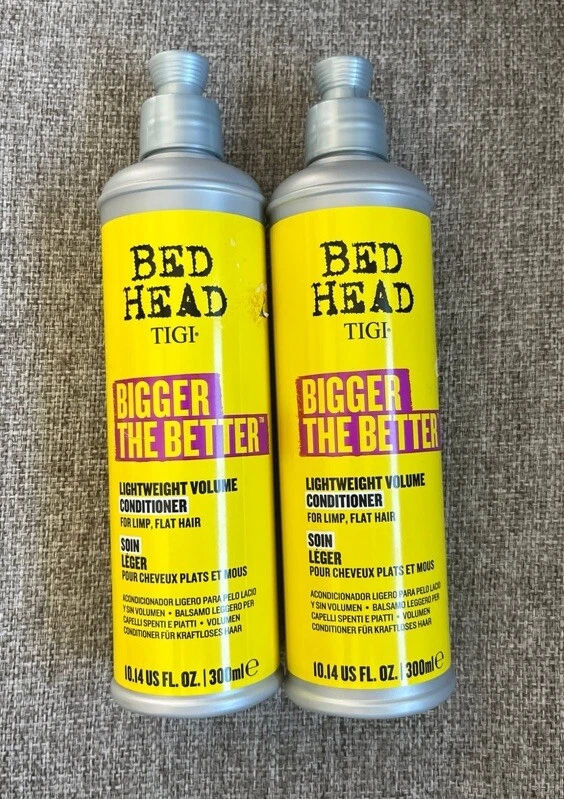 BED
HEAD
TIGI®
BIGGER
THE BETTER™
LIGHTWEIGHT VOLUME
CONDITIONER
FOR LIMP, FLAT HAIR
SOIN
LÉGER
POUR CHEVEUX PLATS ET MOUS
ACONDICIONADOR LIGERO PARA PELO LACIO
Y SIN VOLUMEN • BALSAMO LEGGERO PER
CAPELLI SPENTI E PIATTI • VOLUMEN
CONDITIONER FÜR KRAFTLOSES HAAR
10.14 US FL. OZ. | 300ml ℮
BED
HEAD
TIGI®
BIGGER
THE BETTER
LIGHTWEIGHT VOLUME
CONDITIONER
FOR LIMP, FLAT HAIR
SOIN
LÉGER
POUR CHEVEUX PLATS ET MOUS
ACONDICIONADOR LIGERO PARA PELO LACIO
Y SIN VOLUMEN • BALSAMO LEGGERO PER
CAPELLI SPENTI E PIATTI • VOLUMEN
CONDITIONER FÜR KRAFTLOSES HAAR
10.14 US FL. OZ. | 300ml ℮